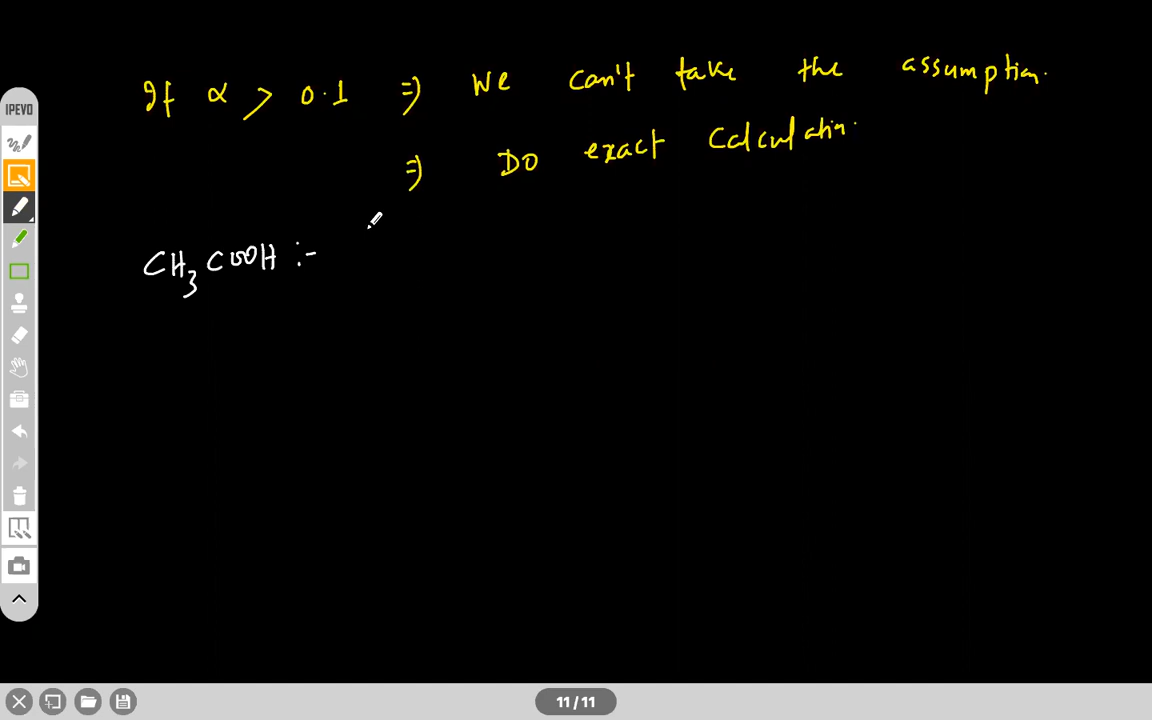 If α > 0.1 ⇒ We can't take the assumption.
⇒ Do exact calculation.
CH₃COOH :-
IPEVO
11/11